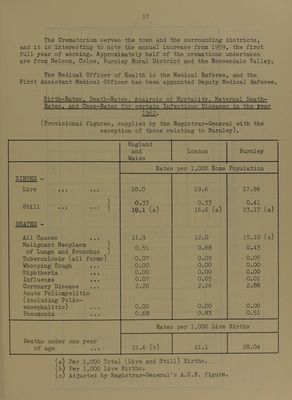 17
The Crematorium serves the town and the surrounding districts,
and it is interesting to note the annual increase from 1959, the first
full year of working. Approximately half of the cremations undertaken
are from Nelson, Colne, Burnley Rural District and the Rossendale Valley.
The Medical Officer of Health is the Medical Referee, and the
First Assistant Medical Officer has been appointed Deputy Medical Referee.
Birth-Rates, Death-Rates, Analysis of Mortality, Maternal Death-
Rates, and Case-Rates for certain Infectious Diseases in the year
1962.
(Provisional figures, supplied by the Registrar-General with the
exception of those relating to Burnley).
England and Wales London Burnley
Rates per 1,000 Home Population
BIRTHS -
Live ... ... 18.0 19.6 17.96
Still ... ... ) 0.33 0.33 0.41
) 18.1 (a) 16.6 (a) 23.17 (a)
DEATHS -
All Causes ... 11.9 12.0 15.10 (c)
Malignant Neoplasm )
of Lungs and Bronchus ) 0.51 0.68 0.43
Tuberculosis (all forms) 0.07 0.09 0.05
Whooping Cough ... 0.00 0.00 0.00
Diphtheria ... 0.00 0.00 0.00
Influenza ... 0.07 0.05 0.01
Coronary Disease ... 2.20 2.26 2.88
Acute Poliomyelitis
(including Polio-
encephalitis) ... 0.00 0.00 0.00
Pneumonia ... 0.68 0.83 0.51
Rates per 1,000 Live Births
Deaths under one year
of age ... 21.6 (b) 21.1 28.04
(a) Per 1,000 Total (Live and Still) Births.
(b) Per 1,000 Live Births.
(c) Adjusted by Registrar-General's A.C.F. figure.